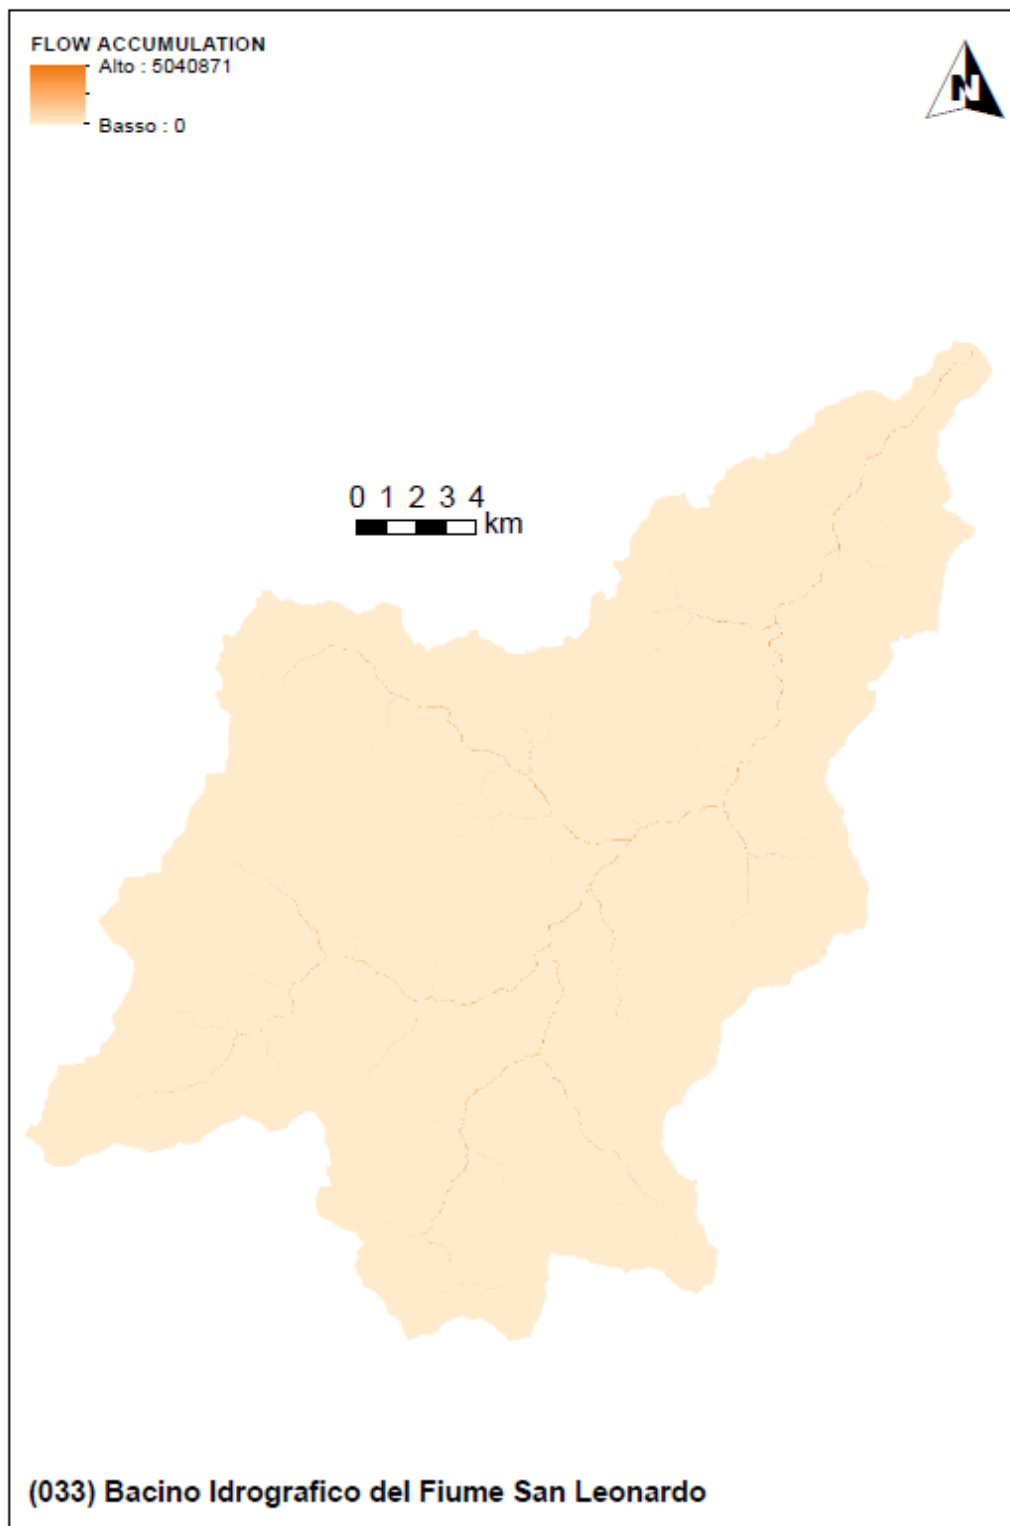 FLOW ACCUMULATION
Alto : 5040871
Basso : 0
N
0 1 2 3 4
km
(033) Bacino Idrografico del Fiume San Leonardo